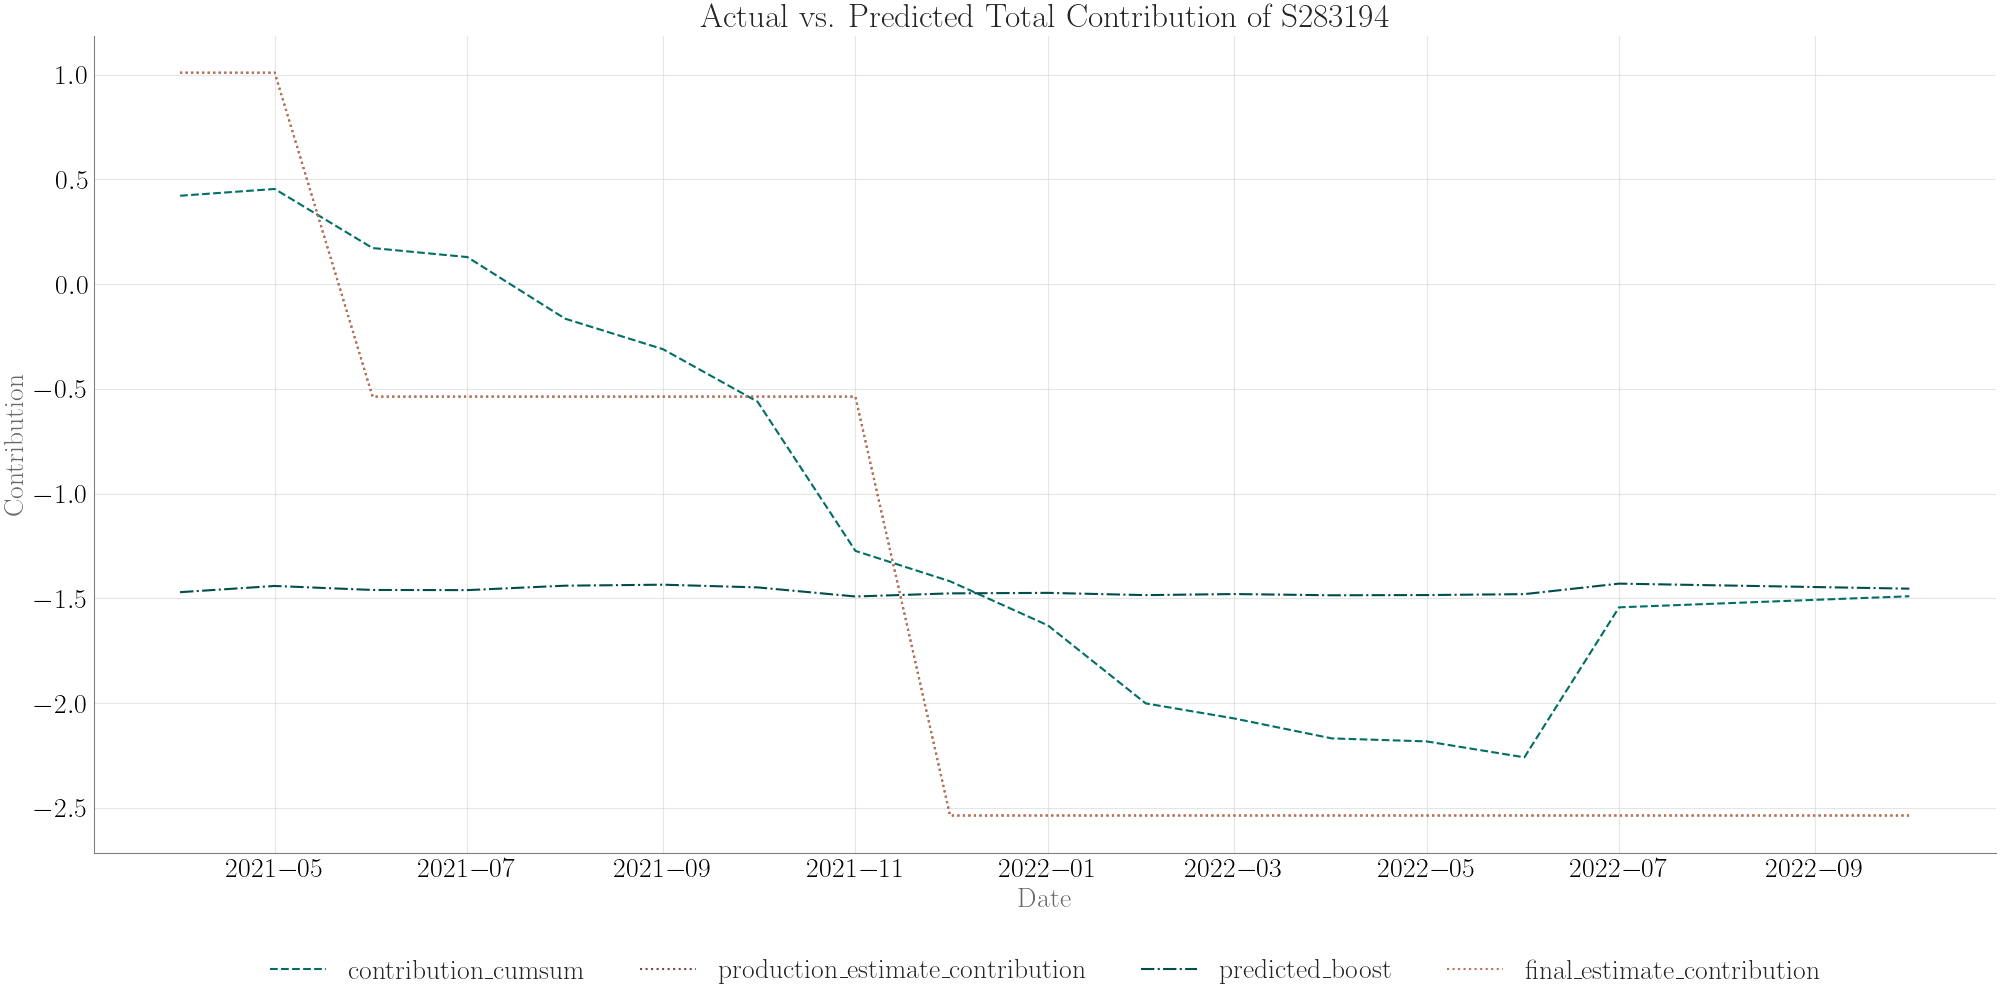 Actual vs. Predicted Total Contribution of S283194
Contribution
1.0
0.5
0.0
−0.5
−1.0
−1.5
−2.0
−2.5
2021−05 2021−07 2021−09 2021−11 2022−01 2022−03 2022−05 2022−07 2022−09
Date
contribution_cumsum production_estimate_contribution predicted_boost final_estimate_contribution